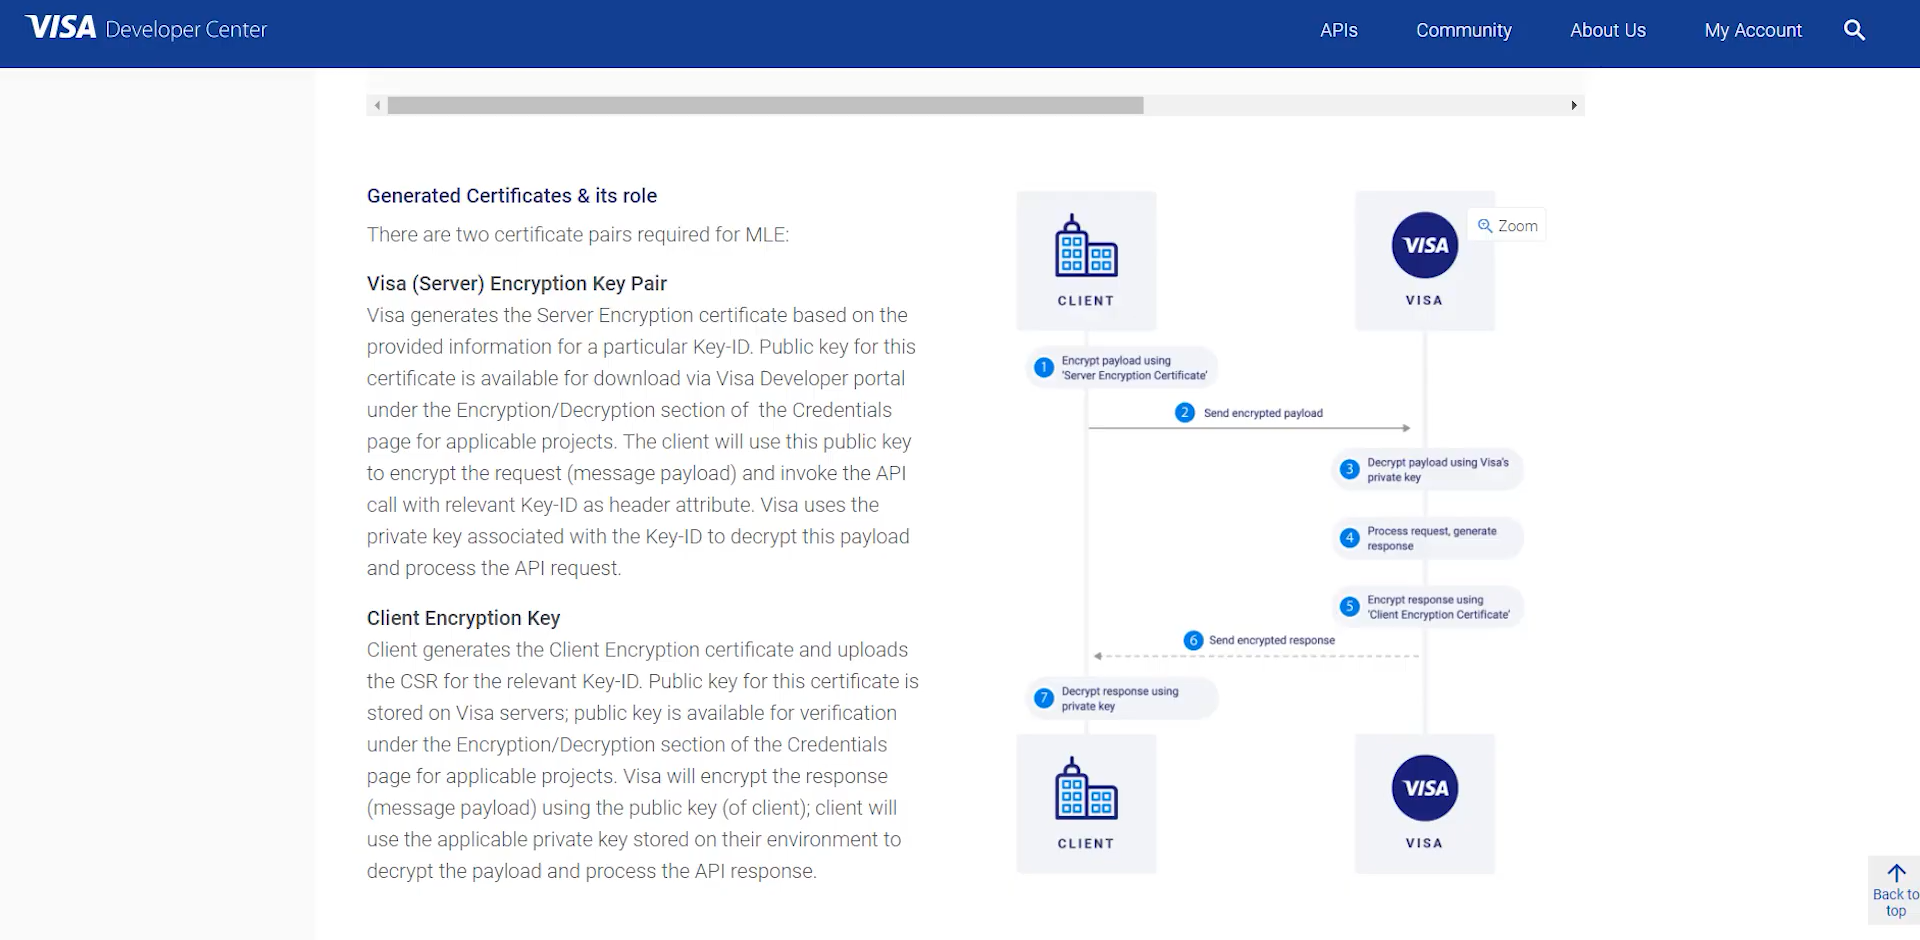 VISA Developer Center
APIs
Community
About Us
My Account
Generated Certificates & its role
There are two certificate pairs required for MLE:
Visa (Server) Encryption Key Pair
Visa generates the Server Encryption certificate based on the
provided information for a particular Key-ID. Public key for this
certificate is available for download via Visa Developer portal
under the Encryption/Decryption section of the Credentials
page for applicable projects. The client will use this public key
to encrypt the request (message payload) and invoke the API
call with relevant Key-ID as header attribute. Visa uses the
private key associated with the Key-ID to decrypt this payload
and process the API request.
Client Encryption Key
Client generates the Client Encryption certificate and uploads
the CSR for the relevant Key-ID. Public key for this certificate is
stored on Visa servers; public key is available for verification
under the Encryption/Decryption section of the Credentials
page for applicable projects. Visa will encrypt the response
(message payload) using the public key (of client); client will
use the applicable private key stored on their environment to
decrypt the payload and process the API response.
CLIENT
VISA
VISA
Zoom
1 Encrypt payload using
'Server Encryption Certificate'
2 Send encrypted payload
3 Decrypt payload using Visa's
private key
4 Process request, generate
response
5 Encrypt response using
'Client Encryption Certificate'
6 Send encrypted response
7 Decrypt response using
private key
CLIENT
VISA
VISA
Back to
top